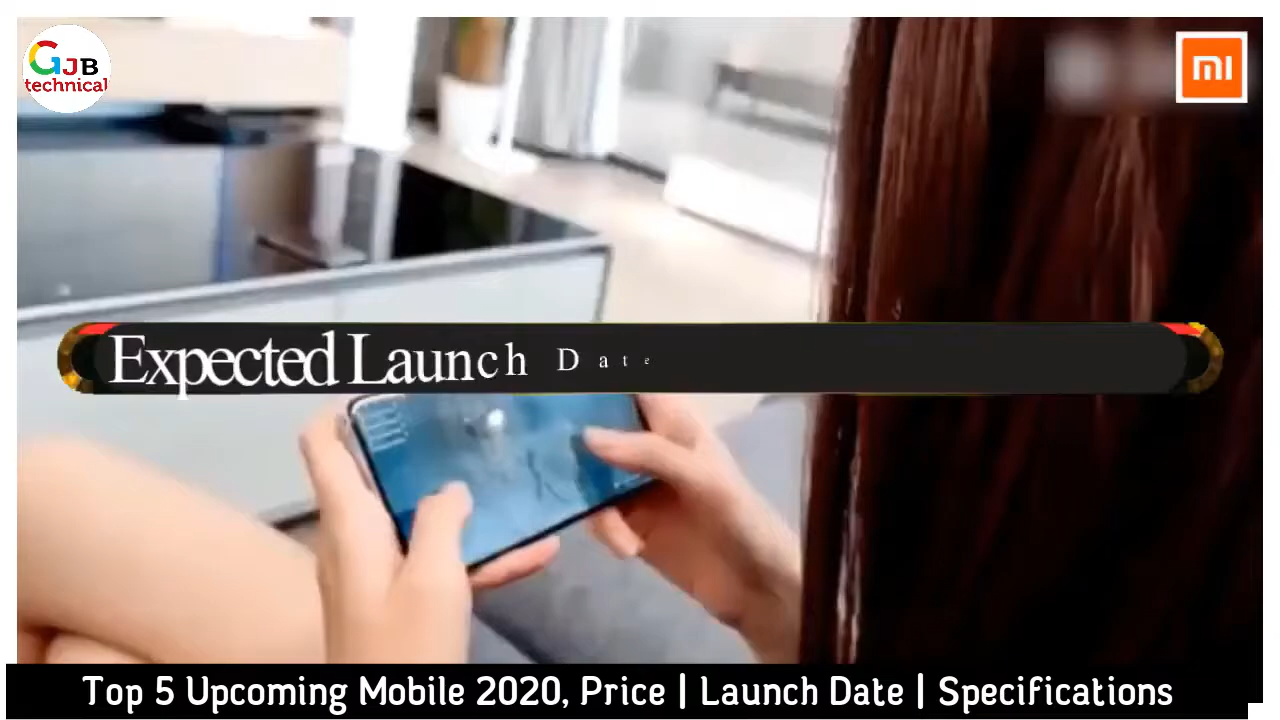 GJB
technical
mi
Expected Launch Date
Top 5 Upcoming Mobile 2020, Price | Launch Date | Specifications